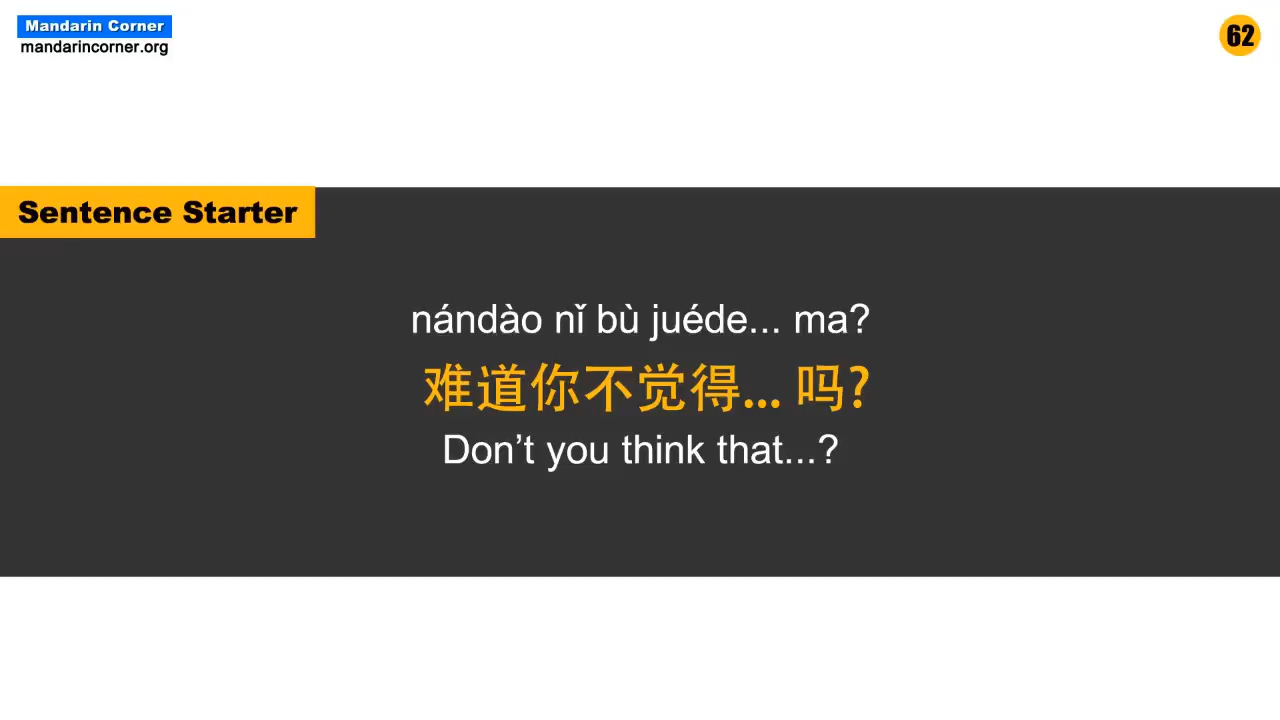 Mandarin Corner
mandarincorner.org
62
Sentence Starter
nándào nǐ bù juéde... ma?
难道你不觉得... 吗?
Don’t you think that...?